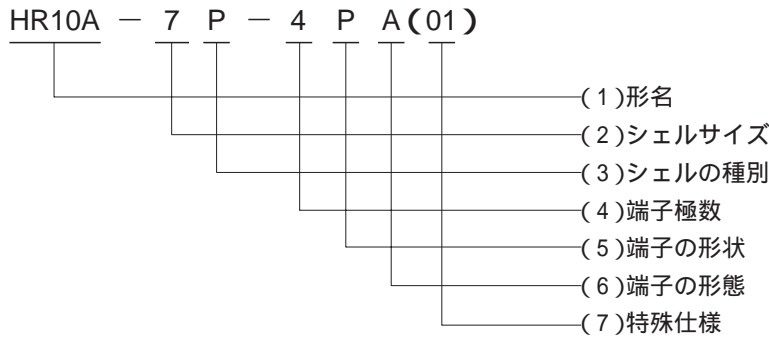 HR10A － 7 P － 4 P A(01)
(1)形名
(2)シェルサイズ
(3)シェルの種別
(4)端子極数
(5)端子の形状
(6)端子の形態
(7)特殊仕様